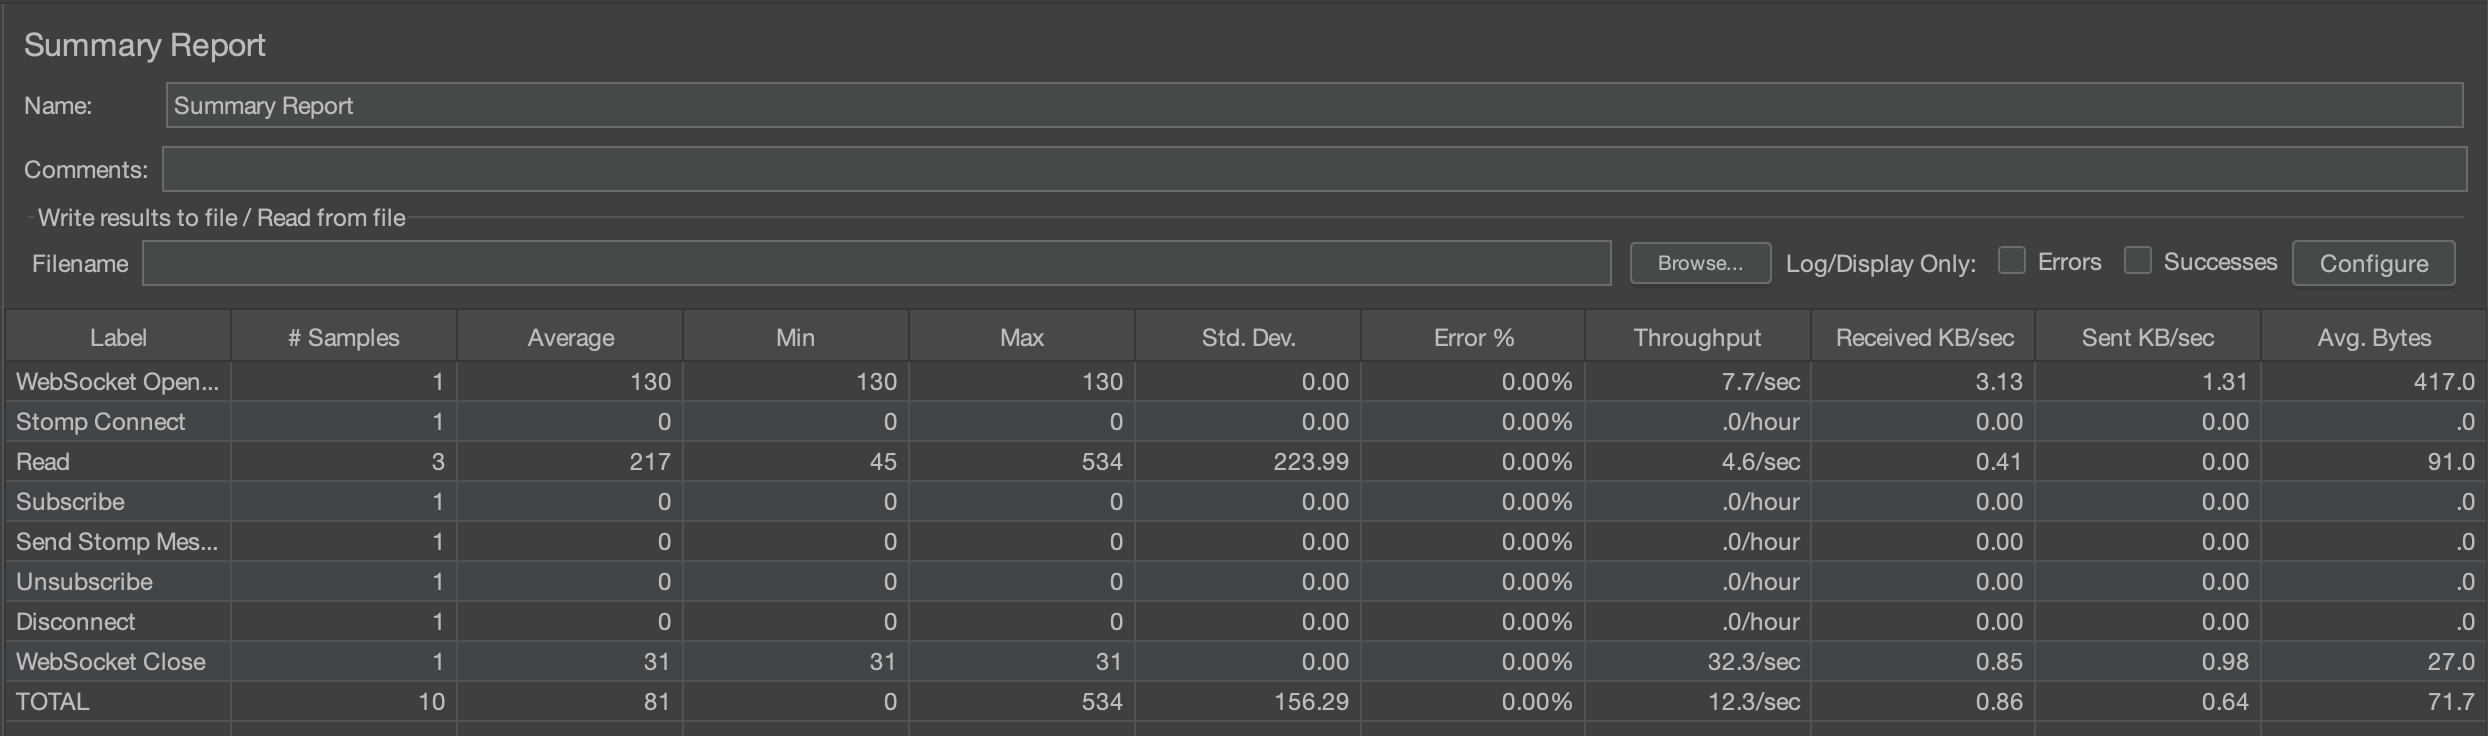 Summary Report
Name: Summary Report
Comments:
Write results to file / Read from file
Filename Browse... Log/Display Only: Errors Successes Configure
Label # Samples Average Min Max Std. Dev. Error % Throughput Received KB/sec Sent KB/sec Avg. Bytes
WebSocket Open... 1 130 130 130 0.00 0.00% 7.7/sec 3.13 1.31 417.0
Stomp Connect 1 0 0 0 0.00 0.00% .0/hour 0.00 0.00 .0
Read 3 217 45 534 223.99 0.00% 4.6/sec 0.41 0.00 91.0
Subscribe 1 0 0 0 0.00 0.00% .0/hour 0.00 0.00 .0
Send Stomp Mes... 1 0 0 0 0.00 0.00% .0/hour 0.00 0.00 .0
Unsubscribe 1 0 0 0 0.00 0.00% .0/hour 0.00 0.00 .0
Disconnect 1 0 0 0 0.00 0.00% .0/hour 0.00 0.00 .0
WebSocket Close 1 31 31 31 0.00 0.00% 32.3/sec 0.85 0.98 27.0
TOTAL 10 81 0 534 156.29 0.00% 12.3/sec 0.86 0.64 71.7